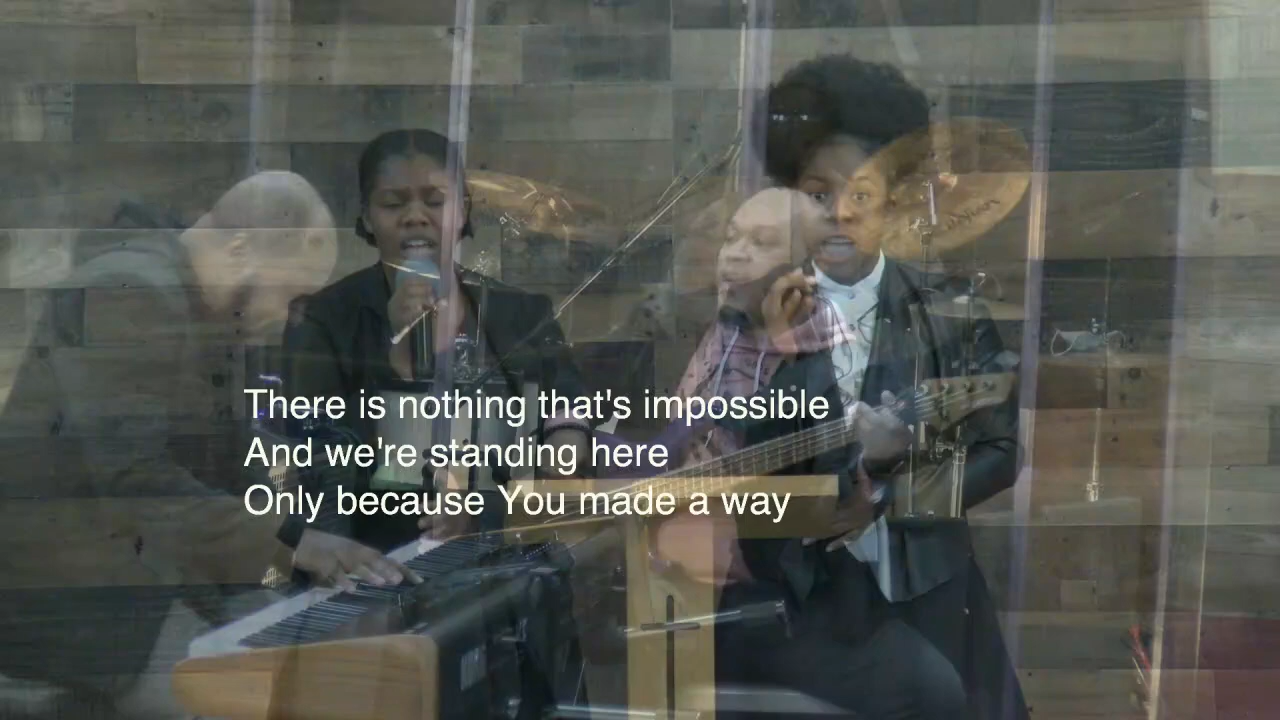 There is nothing that's impossible
And we're standing here
Only because You made a way